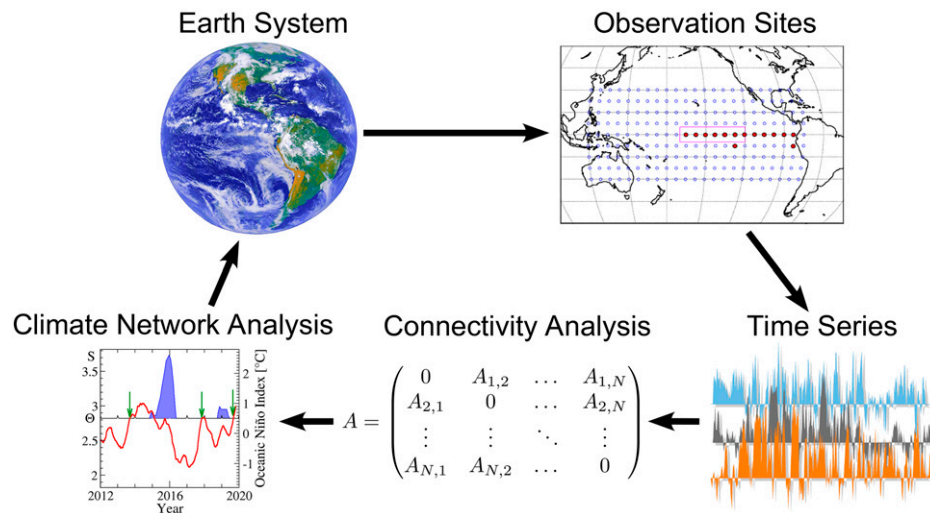 Earth System
Observation Sites
Climate Network Analysis
Connectivity Analysis
Time Series
S
3.5
3
Θ
2.5
2
2012 2016 2020
Year
2
1
0
-1
Oceanic Niño Index [°C]
A =
0 A1,2 … A1,N
A2,1 0 … A2,N
⋮ ⋮ ⋱ ⋮
AN,1 AN,2 … 0